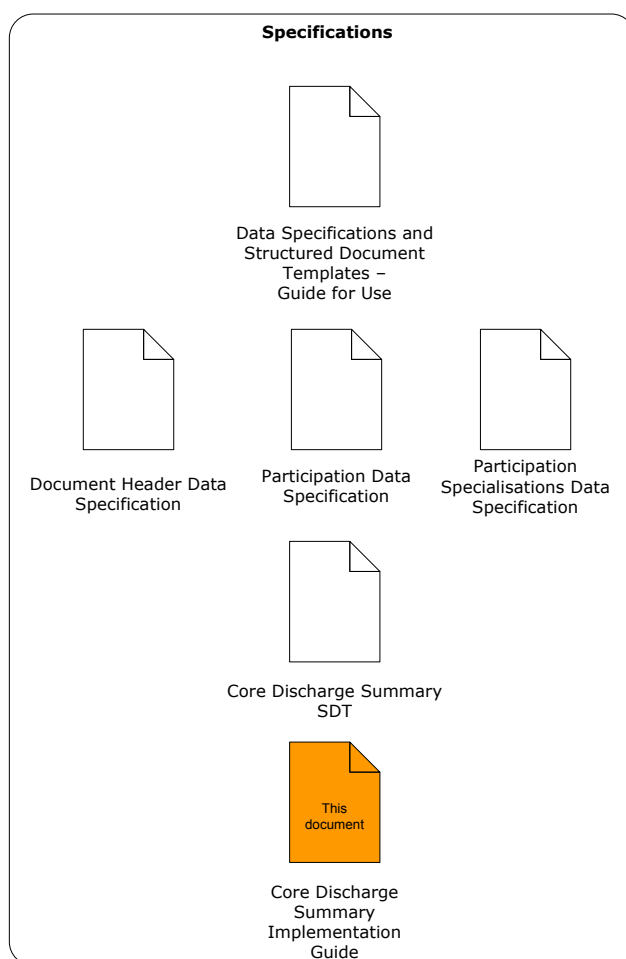 Specifications
Data Specifications and
Structured Document
Templates –
Guide for Use
Document Header Data
Specification
Participation Data
Specification
Participation
Specialisations Data
Specification
Core Discharge Summary
SDT
This
document
Core Discharge
Summary
Implementation
Guide